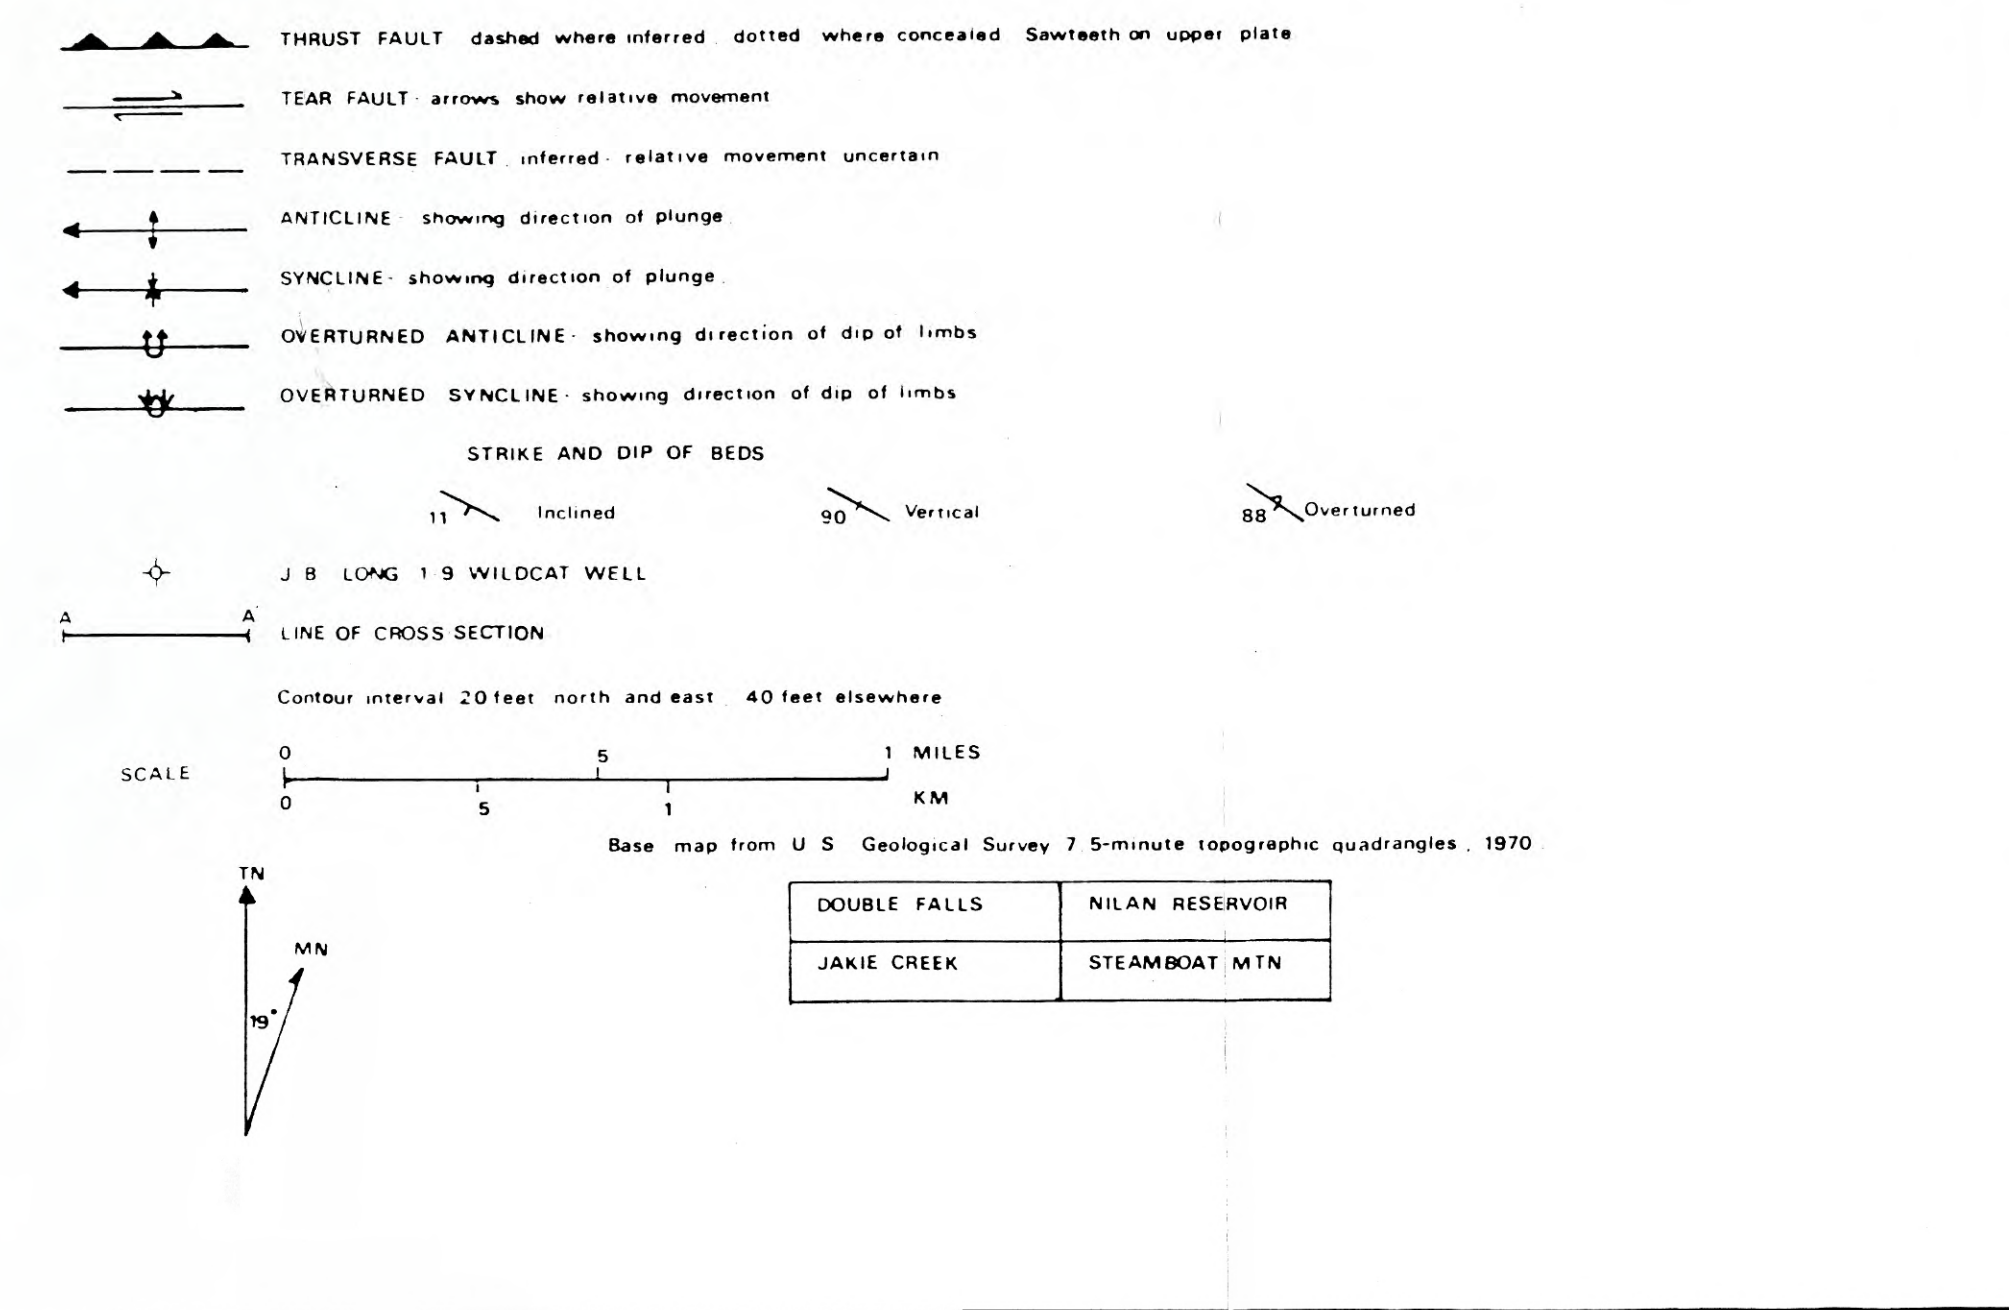 THRUST FAULT dashed where inferred dotted where concealed Sawteeth on upper plate
TEAR FAULT - arrows show relative movement
TRANSVERSE FAULT inferred - relative movement uncertain
ANTICLINE - showing direction of plunge
SYNCLINE - showing direction of plunge
OVERTURNED ANTICLINE - showing direction of dip of limbs
OVERTURNED SYNCLINE - showing direction of dip of limbs
STRIKE AND DIP OF BEDS
11 Inclined 90 Vertical 88 Overturned
J B LONG 1-9 WILDCAT WELL
A A'
LINE OF CROSS SECTION
Contour interval 20 feet north and east 40 feet elsewhere
0 5 1 MILES
SCALE
0 5 1 KM
Base map from U S Geological Survey 7.5-minute topographic quadrangles, 1970
TN
DOUBLE FALLS NILAN RESERVOIR
MN
JAKIE CREEK STEAMBOAT MTN
19°